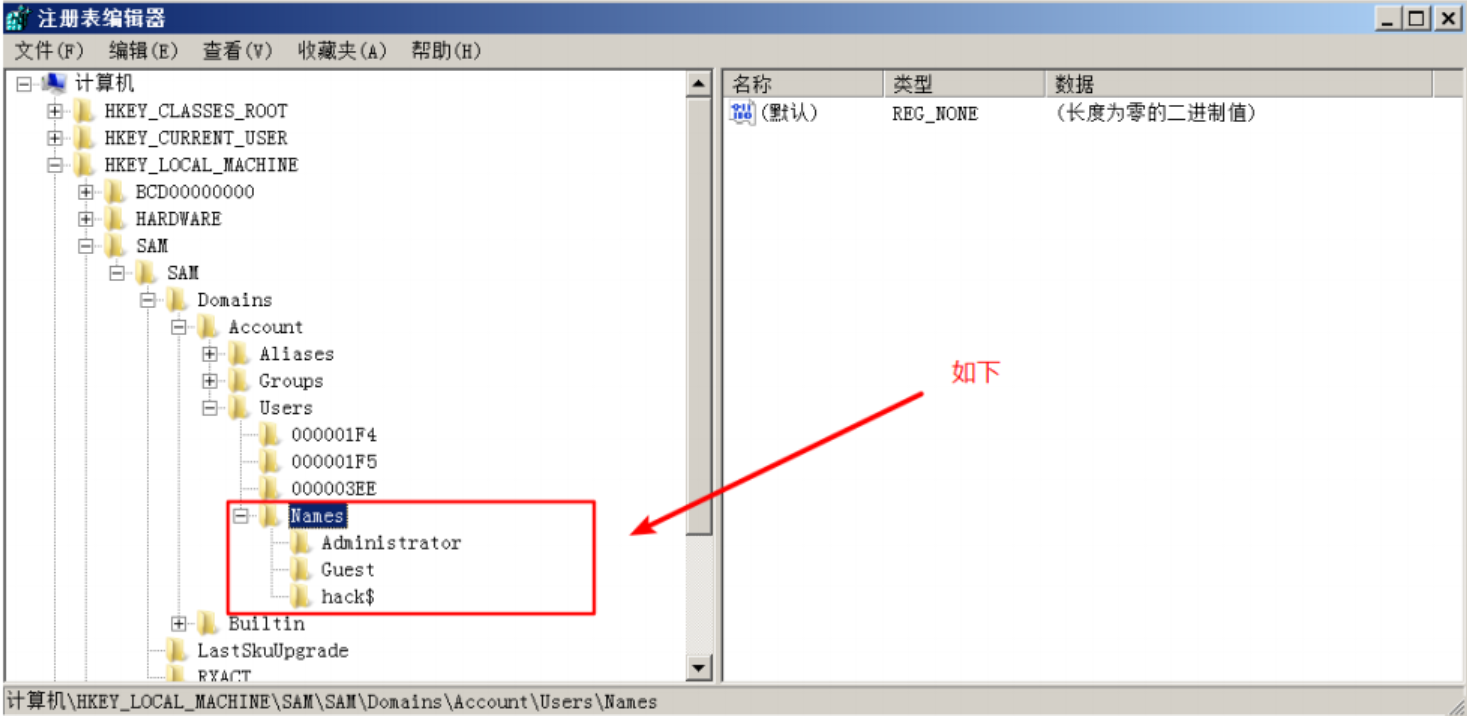 注册表编辑器
文件(F) 编辑(E) 查看(V) 收藏夹(A) 帮助(H)
计算机
HKEY_CLASSES_ROOT
HKEY_CURRENT_USER
HKEY_LOCAL_MACHINE
BCD00000000
HARDWARE
SAM
SAM
Domains
Account
Aliases
Groups
Users
000001F4
000001F5
000003EE
Names
Administrator
Guest
hack$
Builtin
LastSkuUpgrade
RXACT
名称 类型 数据
(默认) REG_NONE (长度为零的二进制值)
如下
计算机\HKEY_LOCAL_MACHINE\SAM\SAM\Domains\Account\Users\Names